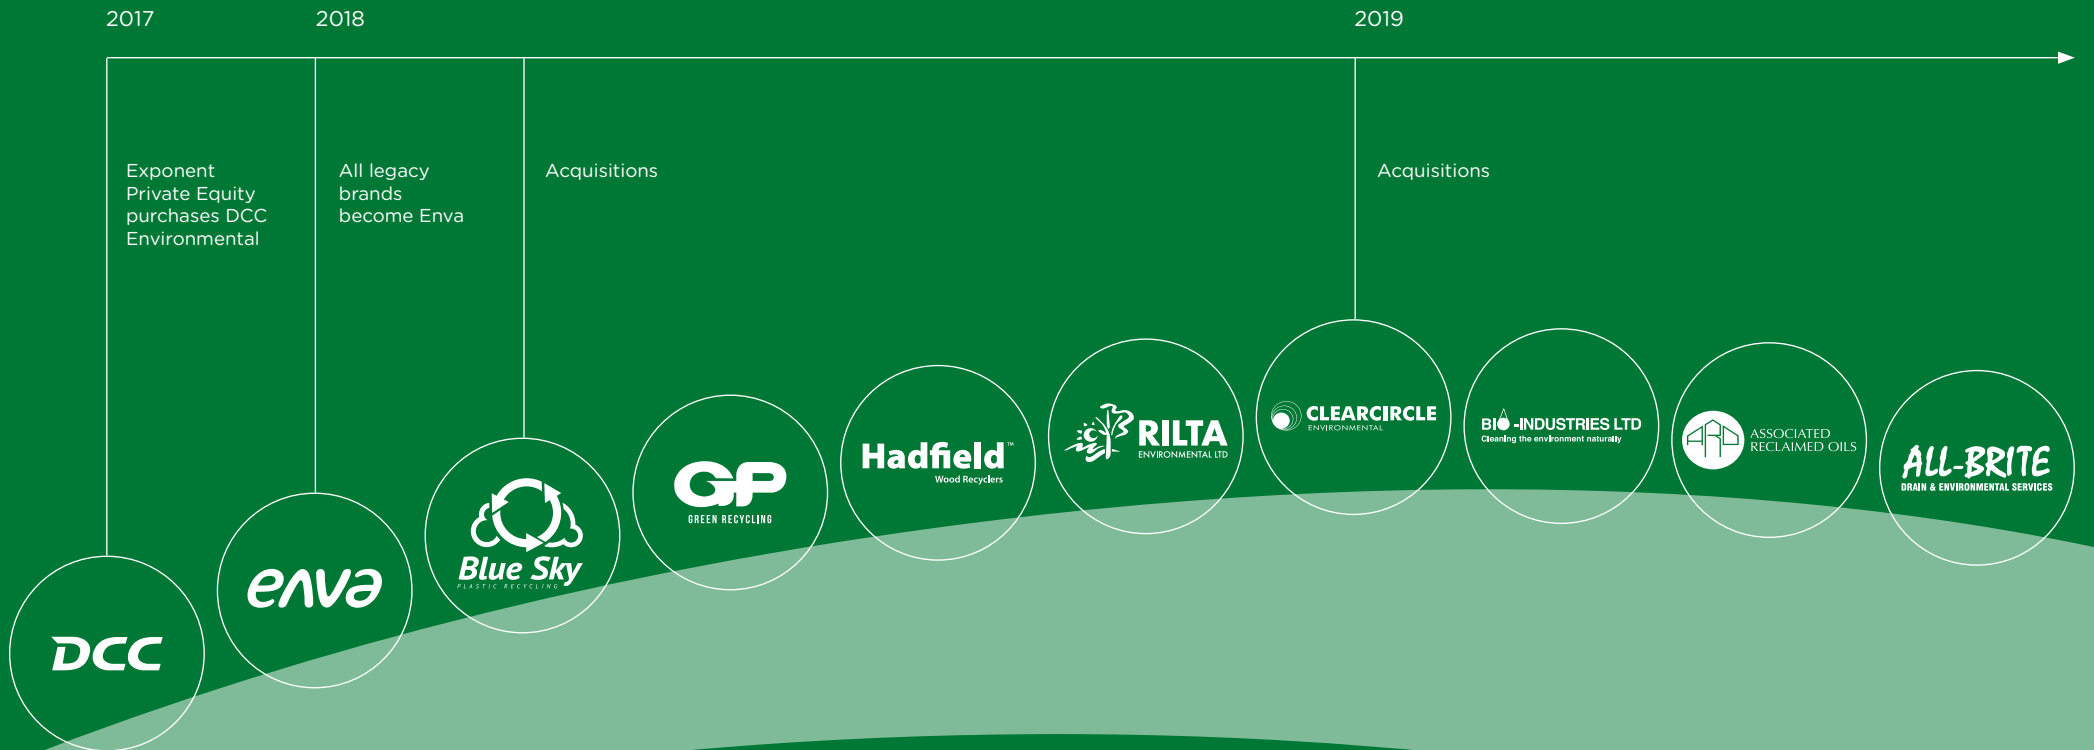 2017
2018
2019
Exponent
Private Equity
purchases DCC
Environmental
All legacy
brands
become Enva
Acquisitions
Acquisitions
DCC
enva
Blue Sky
PLASTIC RECYCLING
GP
GREEN RECYCLING
Hadfield™
Wood Recyclers
RILTA
ENVIRONMENTAL LTD
CLEARCIRCLE
ENVIRONMENTAL
BIO-INDUSTRIES LTD
Cleaning the environment naturally
ARO
ASSOCIATED
RECLAIMED OILS
ALL-BRITE
DRAIN & ENVIRONMENTAL SERVICES